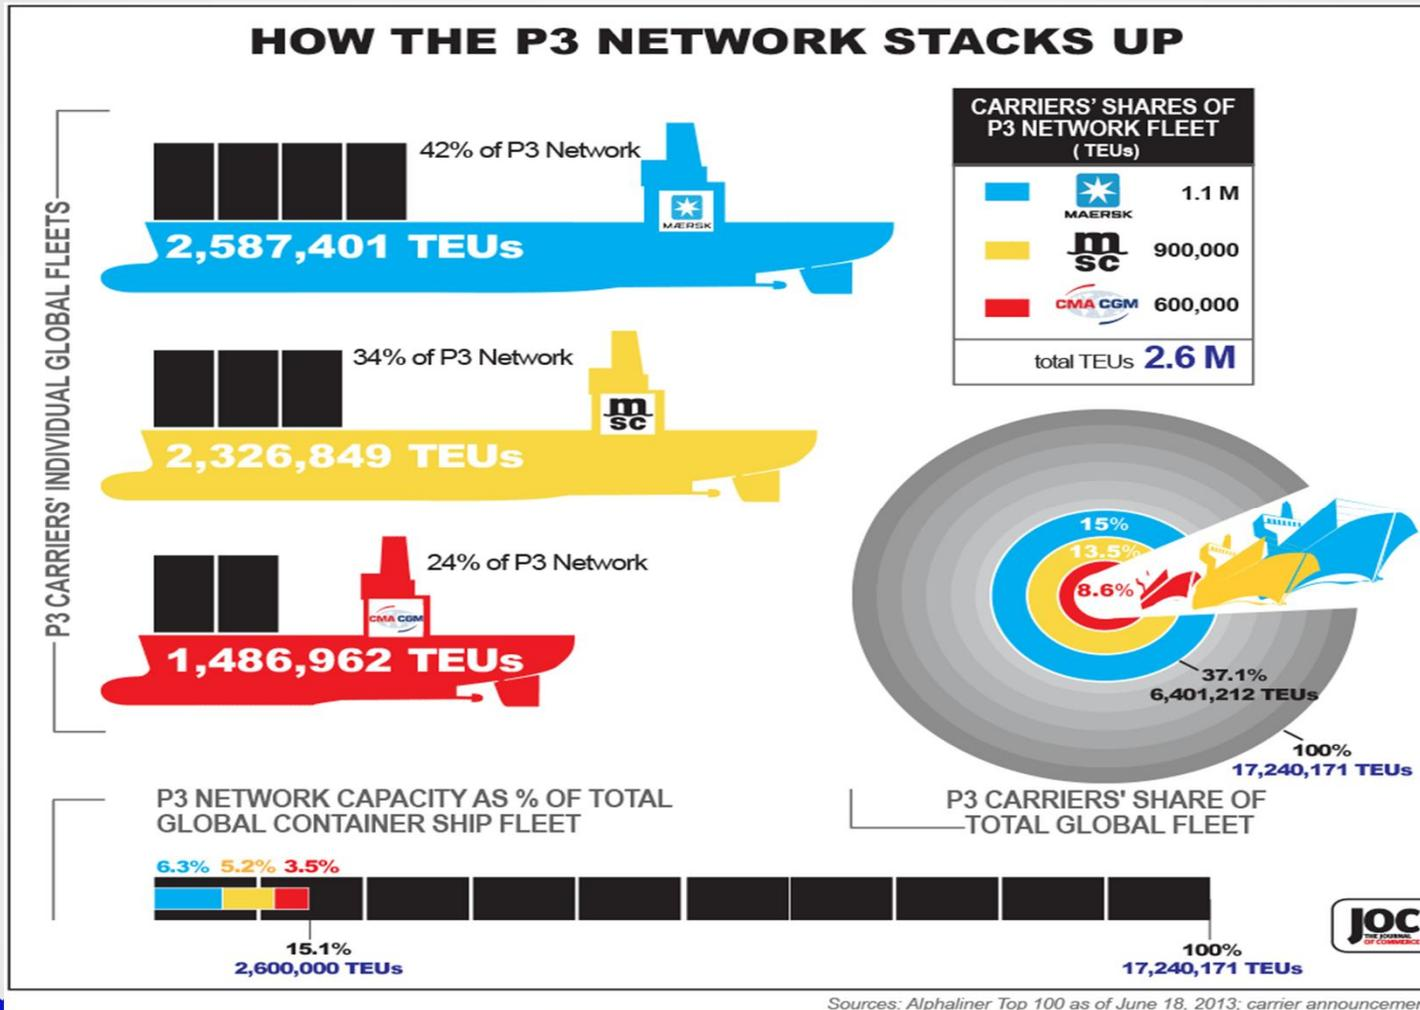 HOW THE P3 NETWORK STACKS UP
P3 CARRIERS' INDIVIDUAL GLOBAL FLEETS
42% of P3 Network
MÆRSK
2,587,401 TEUs
34% of P3 Network
msc
2,326,849 TEUs
24% of P3 Network
CMA CGM
1,486,962 TEUs
CARRIERS' SHARES OF
P3 NETWORK FLEET
( TEUs)
MAERSK
1.1 M
msc
900,000
CMA CGM
600,000
total TEUs 2.6 M
15%
13.5%
8.6%
37.1%
6,401,212 TEUs
100%
17,240,171 TEUs
P3 CARRIERS' SHARE OF
TOTAL GLOBAL FLEET
P3 NETWORK CAPACITY AS % OF TOTAL
GLOBAL CONTAINER SHIP FLEET
6.3% 5.2% 3.5%
15.1%
2,600,000 TEUs
100%
17,240,171 TEUs
JOC
THE JOURNAL
OF COMMERCE
Sources: Alphaliner Top 100 as of June 18, 2013; carrier announcemen